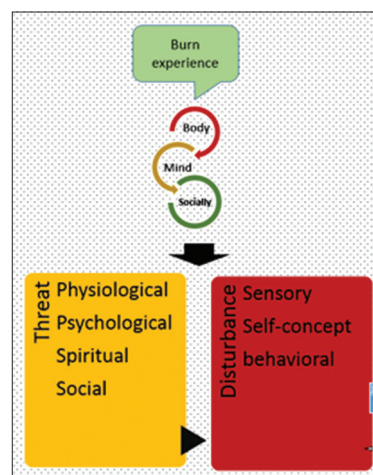 Burn
experience
Body
Mind
Socially
Threat
Physiological
Psychological
Spiritual
Social
Disturbance
Sensory
Self-concept
behavioral